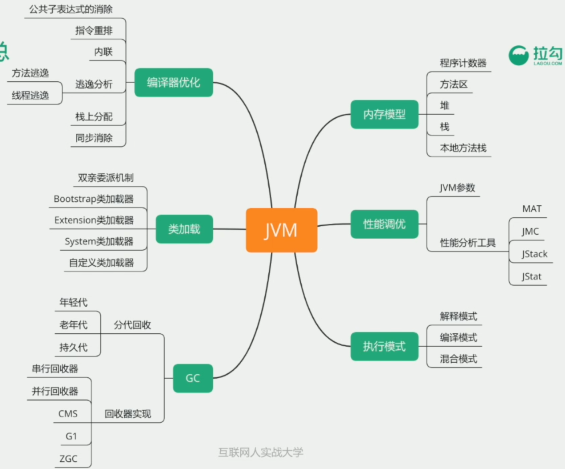 总
拉勾
LAGOU.COM
JVM
编译器优化
公共子表达式的消除
指令重排
内联
逃逸分析
方法逃逸
线程逃逸
栈上分配
同步消除
类加载
双亲委派机制
Bootstrap类加载器
Extension类加载器
System类加载器
自定义类加载器
GC
分代回收
年轻代
老年代
持久代
回收器实现
串行回收器
并行回收器
CMS
G1
ZGC
内存模型
程序计数器
方法区
堆
栈
本地方法栈
性能调优
JVM参数
性能分析工具
MAT
JMC
JStack
JStat
执行模式
解释模式
编译模式
混合模式
互联网人实战大学